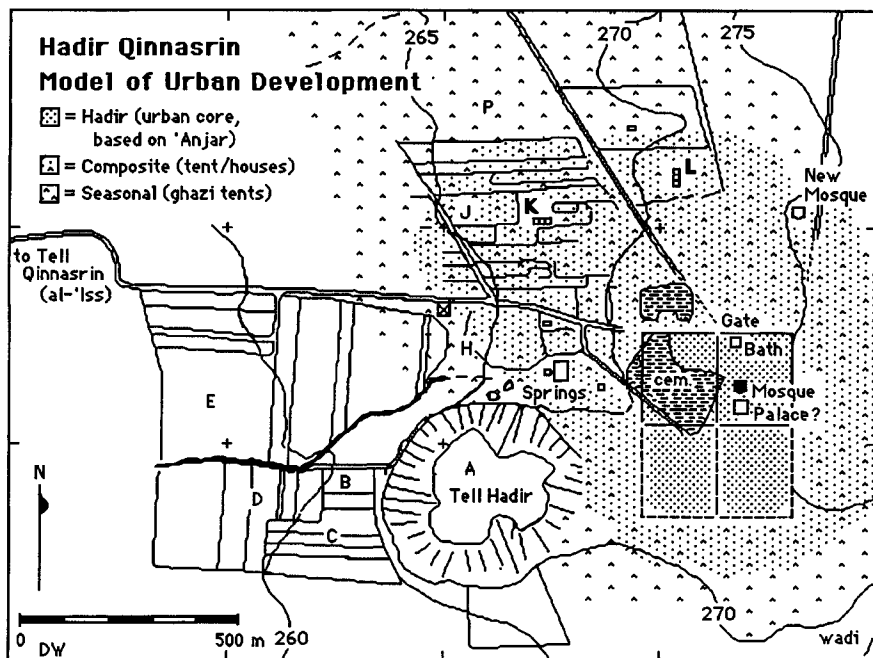 Hadir Qinnasrin
Model of Urban Development
= Hadir (urban core,
based on 'Anjar)
= Composite (tent/houses)
= Seasonal (ghazi tents)
265
270
275
P
L
New
Mosque
J
K
to Tell
Qinnasrin
(al-'Iss)
Gate
Bath
H
cem.
Mosque
Springs
Palace?
E
A
Tell Hadir
N
B
D
C
270
0
500 m
260
wadi
DW